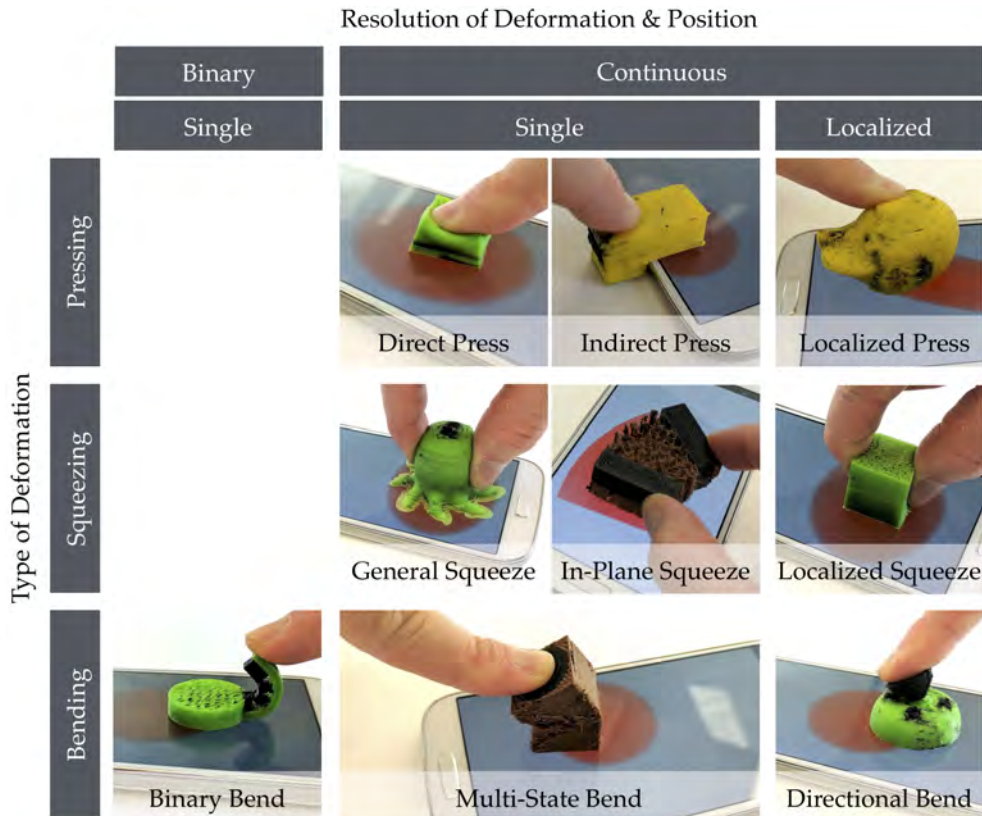 Resolution of Deformation & Position
Binary
Continuous
Single
Single
Localized
Type of Deformation
Pressing
Direct Press
Indirect Press
Localized Press
Squeezing
General Squeeze
In-Plane Squeeze
Localized Squeeze
Bending
Binary Bend
Multi-State Bend
Directional Bend